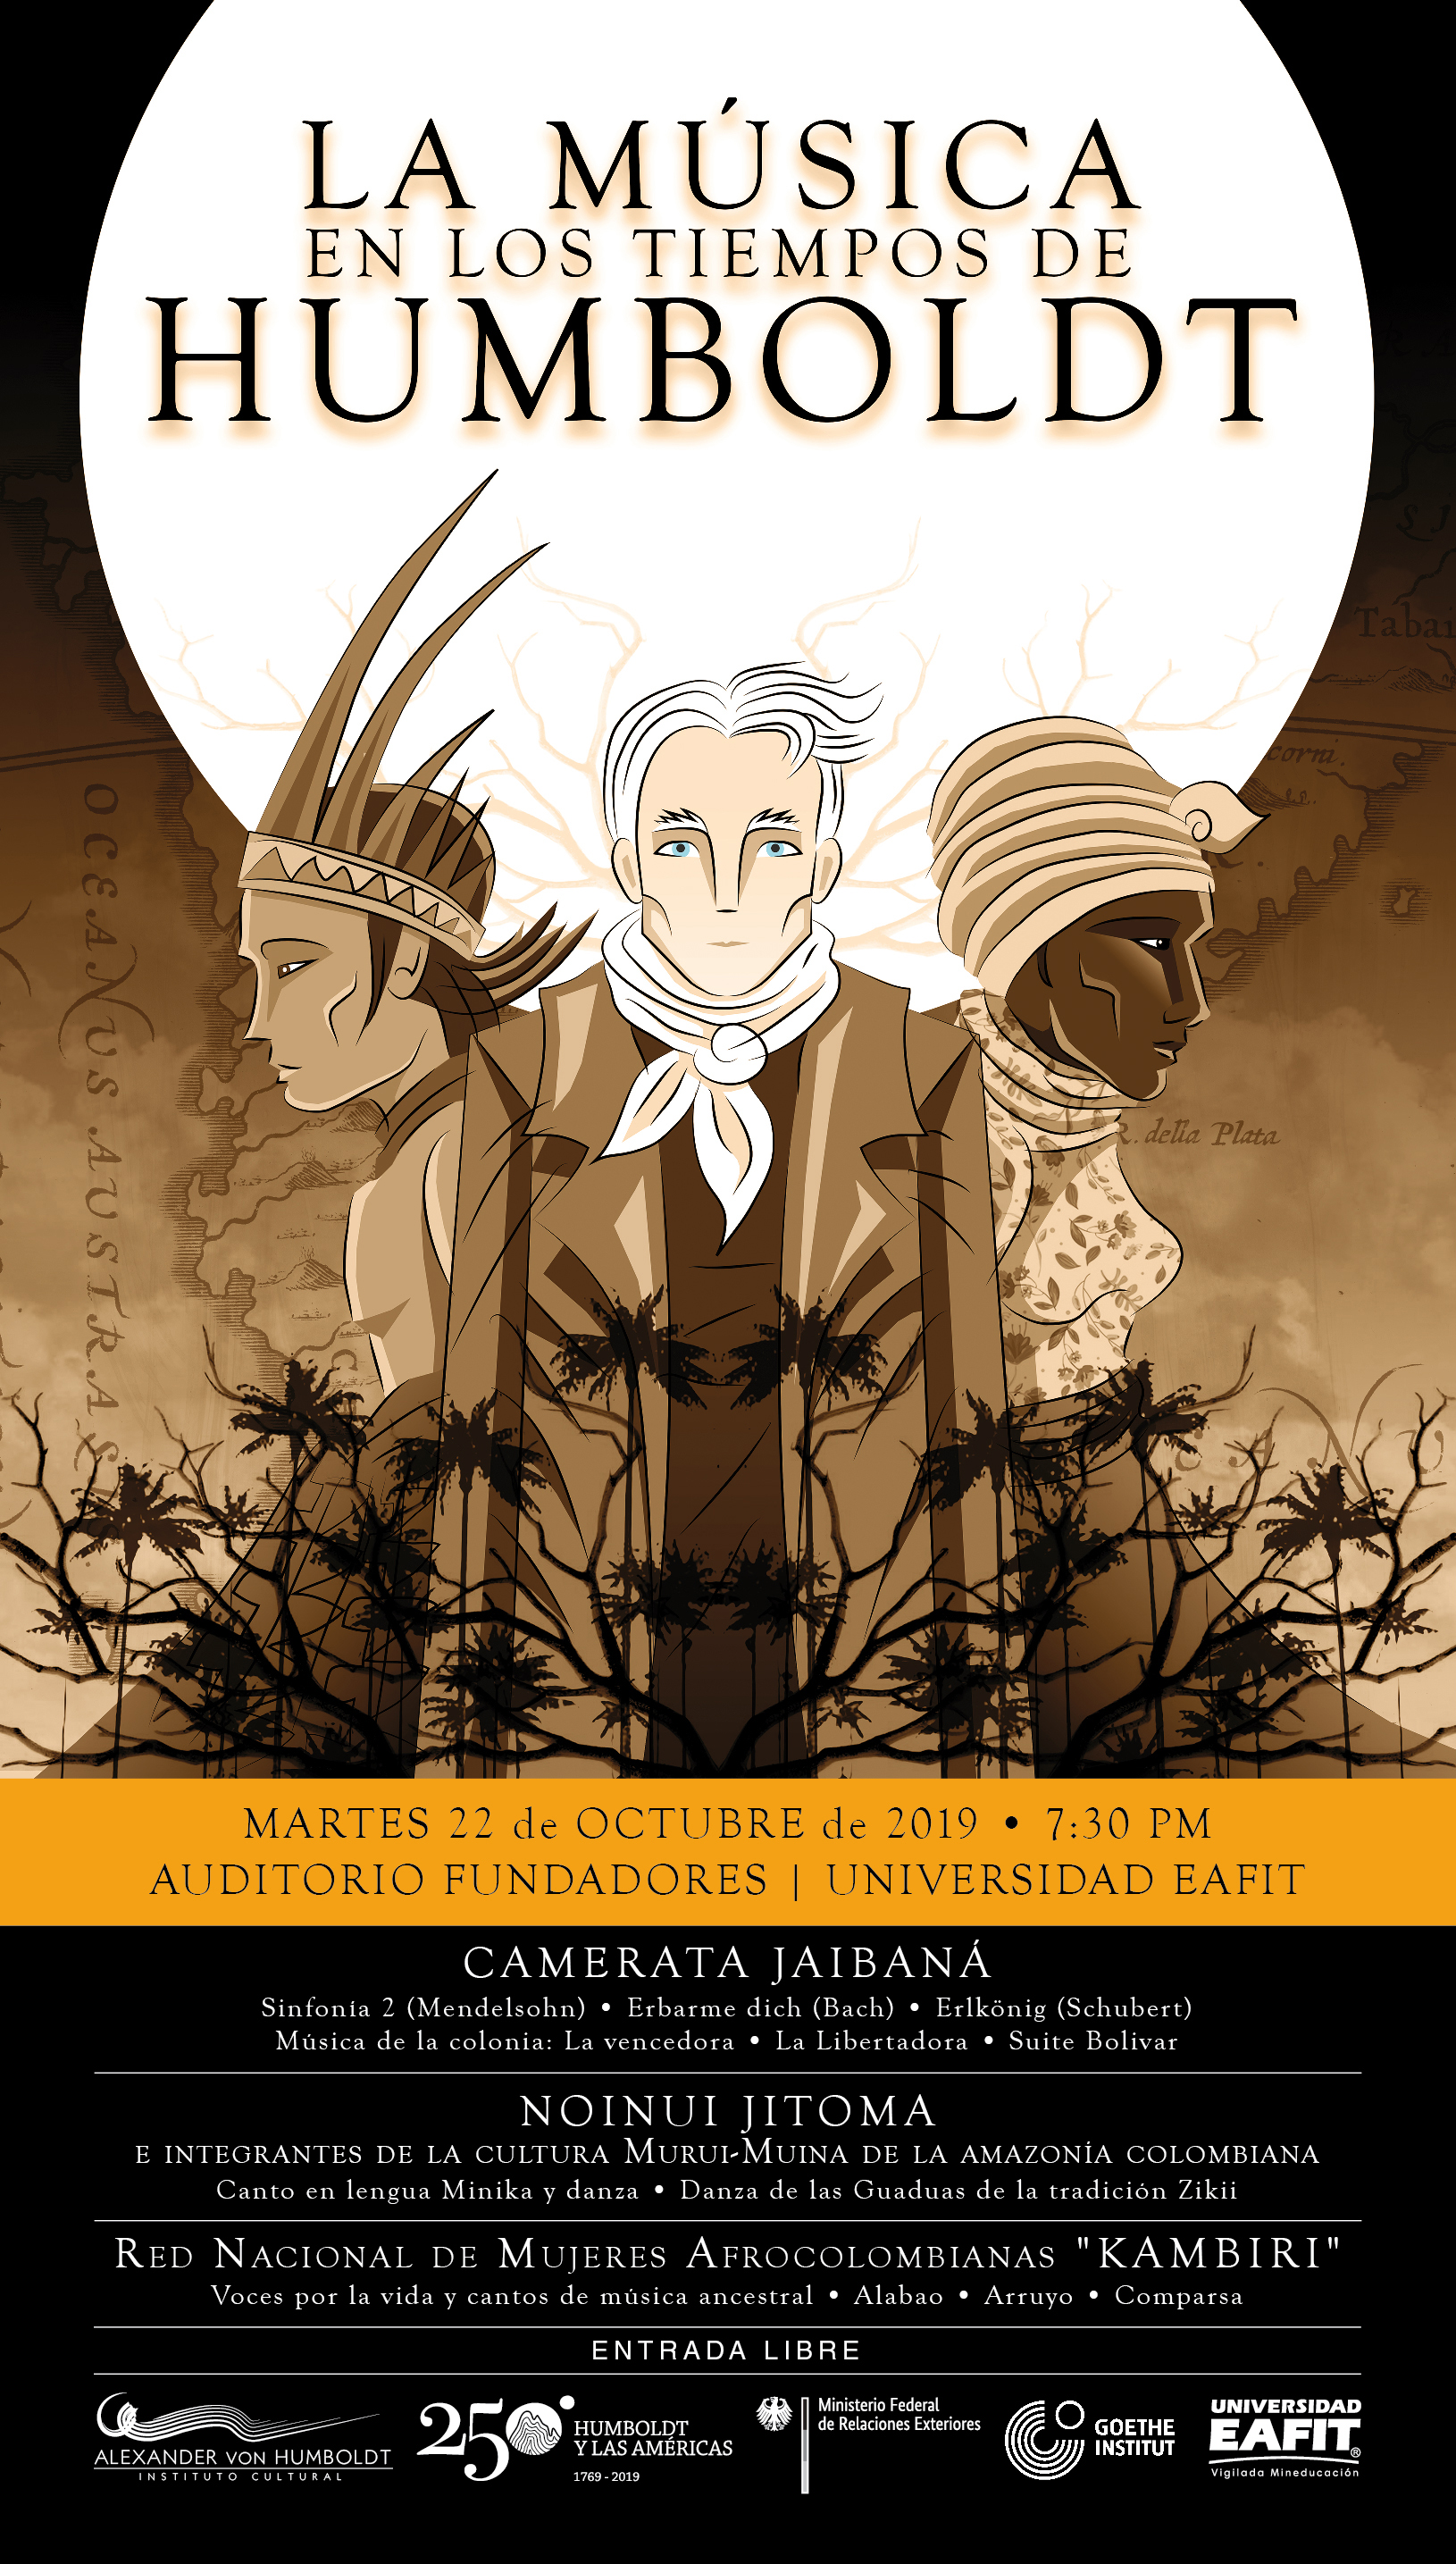 LA MÚSICA
EN LOS TIEMPOS DE
HUMBOLDT
Tabai
corni.
OCEANUS AUSTRAS
R. della Plata
MARTES 22 de OCTUBRE de 2019 • 7:30 PM
AUDITORIO FUNDADORES | UNIVERSIDAD EAFIT
CAMERATA JAIBANÁ
Sinfonía 2 (Mendelsohn) • Erbarme dich (Bach) • Erlkönig (Schubert)
Música de la colonia: La vencedora • La Libertadora • Suite Bolivar
NOINUI JITOMA
E INTEGRANTES DE LA CULTURA MURUI-MUINA DE LA AMAZONÍA COLOMBIANA
Canto en lengua Minika y danza • Danza de las Guaduas de la tradición Zikii
RED NACIONAL DE MUJERES AFROCOLOMBIANAS "KAMBIRI"
Voces por la vida y cantos de música ancestral • Alabao • Arruyo • Comparsa
ENTRADA LIBRE
ALEXANDER VON HUMBOLDT
INSTITUTO CULTURAL
250°
HUMBOLDT
Y LAS AMÉRICAS
1769 - 2019
Ministerio Federal
de Relaciones Exteriores
GOETHE
INSTITUT
UNIVERSIDAD
EAFIT®
Vigilada Mineducación